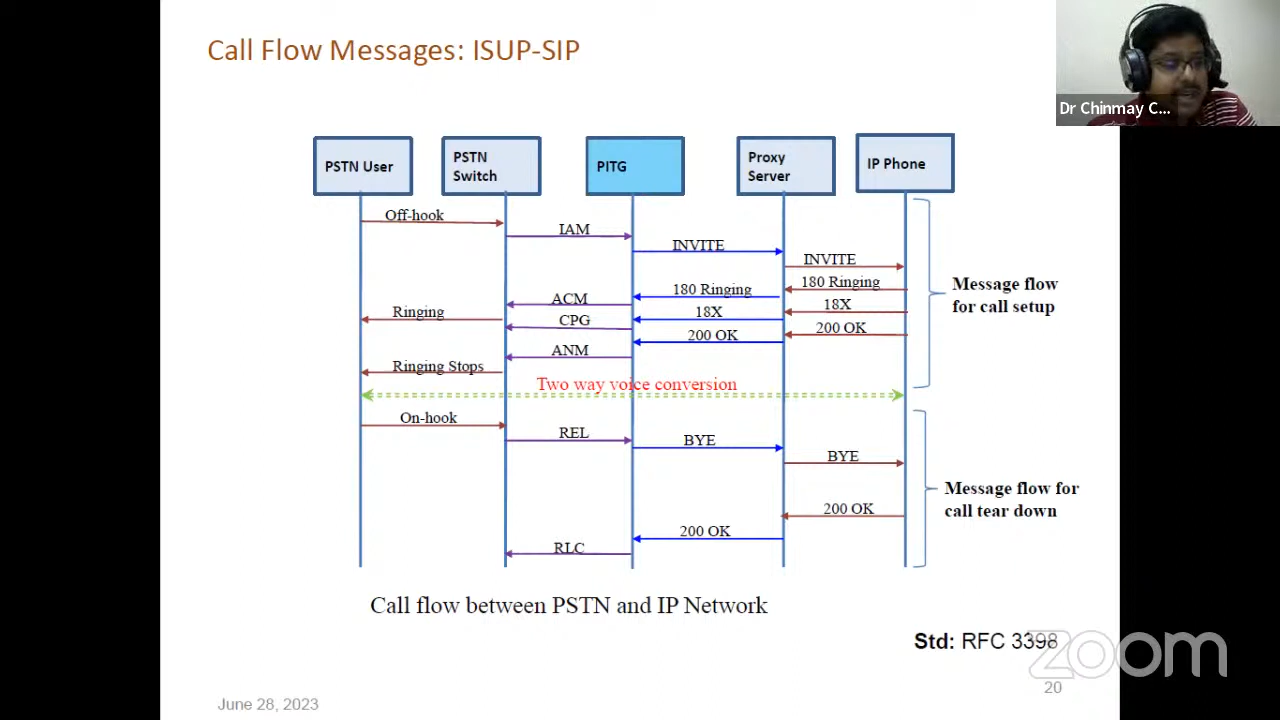 Call Flow Messages: ISUP-SIP
Dr Chinmay C...
PSTN User
PSTN
Switch
PITG
Proxy
Server
IP Phone
Off-hook
IAM
INVITE
INVITE
180 Ringing
180 Ringing
ACM
18X
Ringing
CPG
18X
200 OK
200 OK
ANM
Ringing Stops
Message flow
for call setup
Two way voice conversion
On-hook
REL
BYE
BYE
Message flow for
call tear down
200 OK
200 OK
RLC
Call flow between PSTN and IP Network
Std: RFC 3398
zoom
20
June 28, 2023